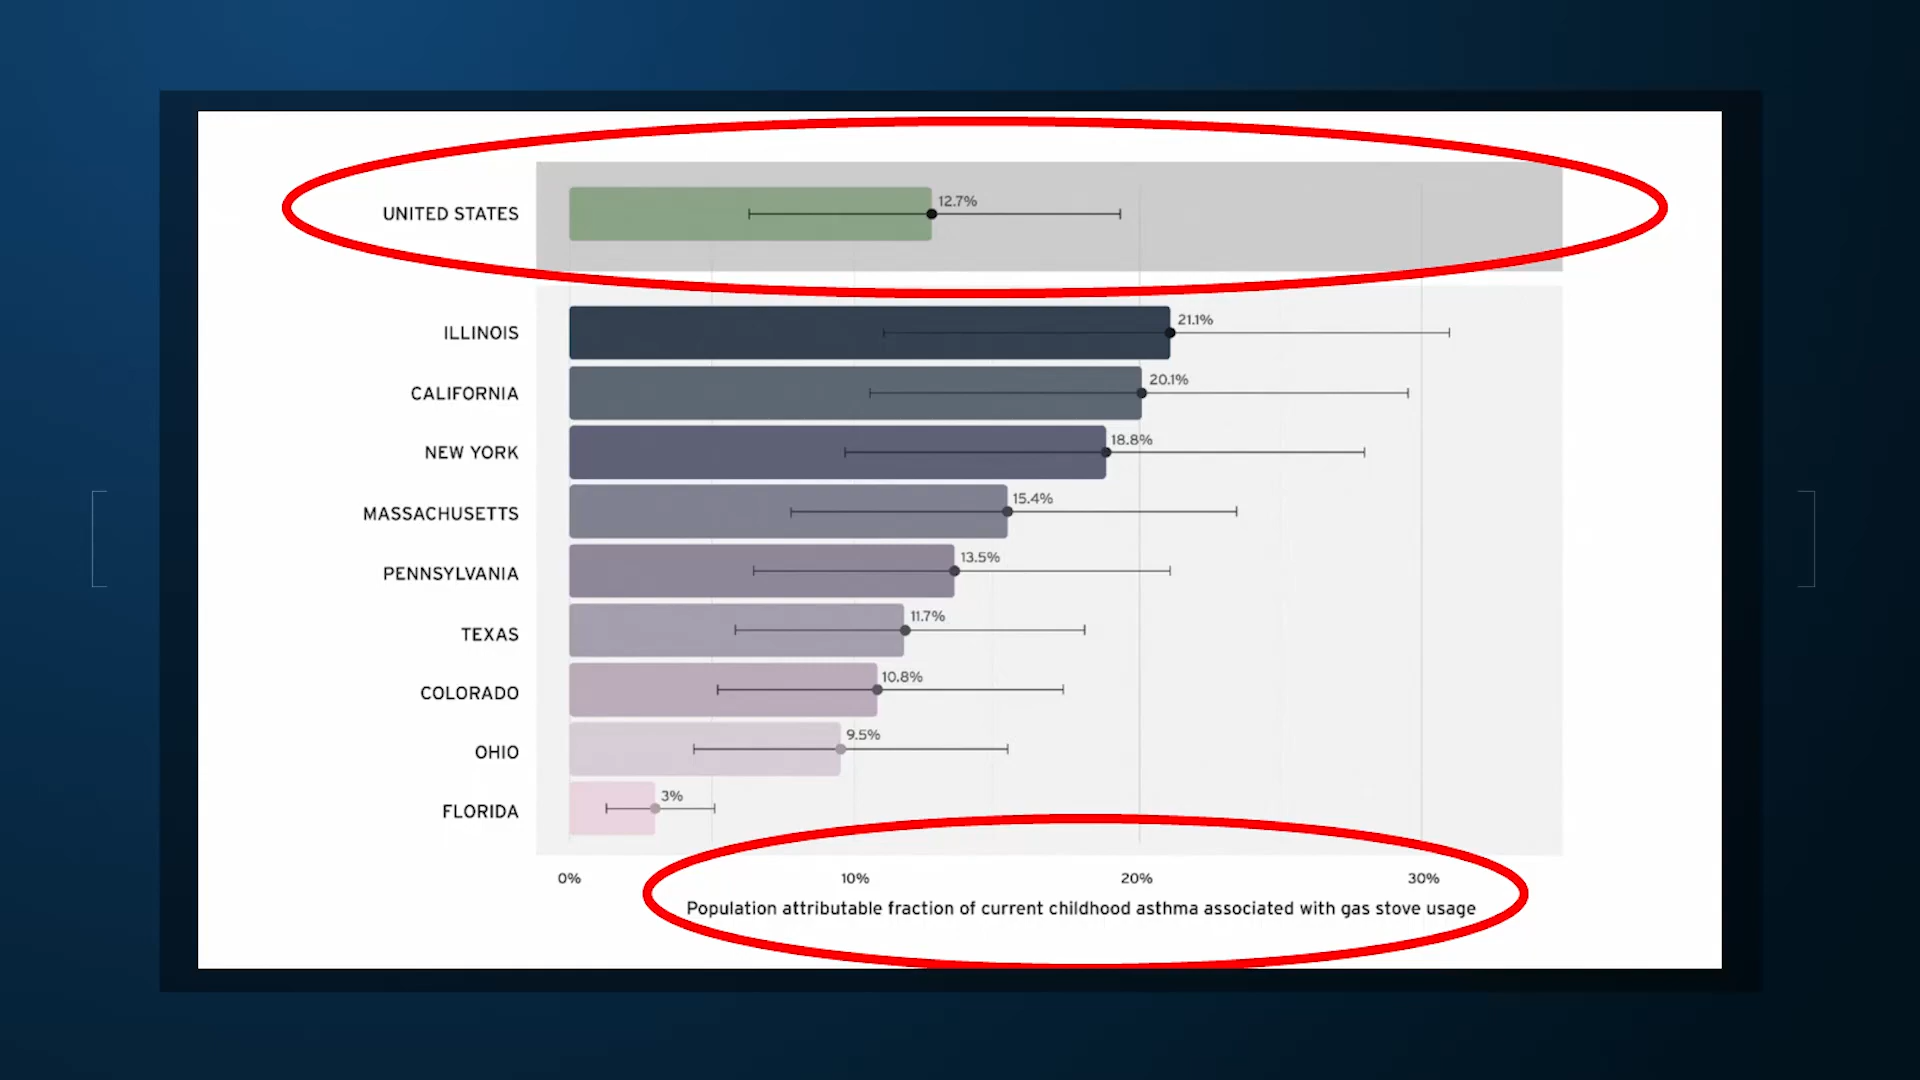 UNITED STATES 12.7%
ILLINOIS 21.1%
CALIFORNIA 20.1%
NEW YORK 18.8%
MASSACHUSETTS 15.4%
PENNSYLVANIA 13.5%
TEXAS 11.7%
COLORADO 10.8%
OHIO 9.5%
FLORIDA 3%
0% 10% 20% 30%
Population attributable fraction of current childhood asthma associated with gas stove usage